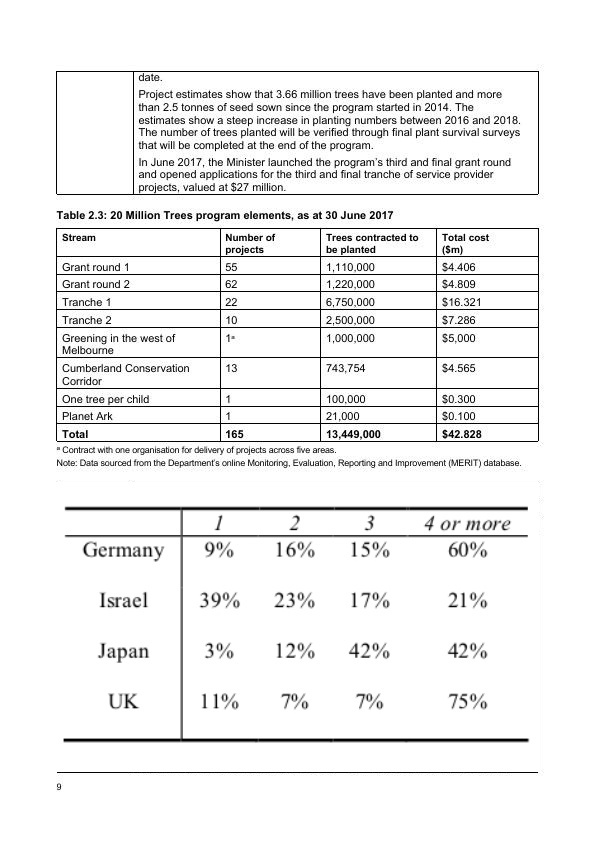 date.
Project estimates show that 3.66 million trees have been planted and more
than 2.5 tonnes of seed sown since the program started in 2014. The
estimates show a steep increase in planting numbers between 2016 and 2018.
The number of trees planted will be verified through final plant survival surveys
that will be completed at the end of the program.
In June 2017, the Minister launched the program's third and final grant round
and opened applications for the third and final tranche of service provider
projects, valued at $27 million.
Table 2.3: 20 Million Trees program elements, as at 30 June 2017
Stream Number of projects Trees contracted to be planted Total cost ($m)
Grant round 1 55 1,110,000 $4.406
Grant round 2 62 1,220,000 $4.809
Tranche 1 22 6,750,000 $16.321
Tranche 2 10 2,500,000 $7.286
Greening in the west of Melbourne 1ᵃ 1,000,000 $5,000
Cumberland Conservation Corridor 13 743,754 $4.565
One tree per child 1 100,000 $0.300
Planet Ark 1 21,000 $0.100
Total 165 13,449,000 $42.828
ᵃ Contract with one organisation for delivery of projects across five areas.
Note: Data sourced from the Department's online Monitoring, Evaluation, Reporting and Improvement (MERIT) database.
1 2 3 4 or more
Germany 9% 16% 15% 60%
Israel 39% 23% 17% 21%
Japan 3% 12% 42% 42%
UK 11% 7% 7% 75%
9